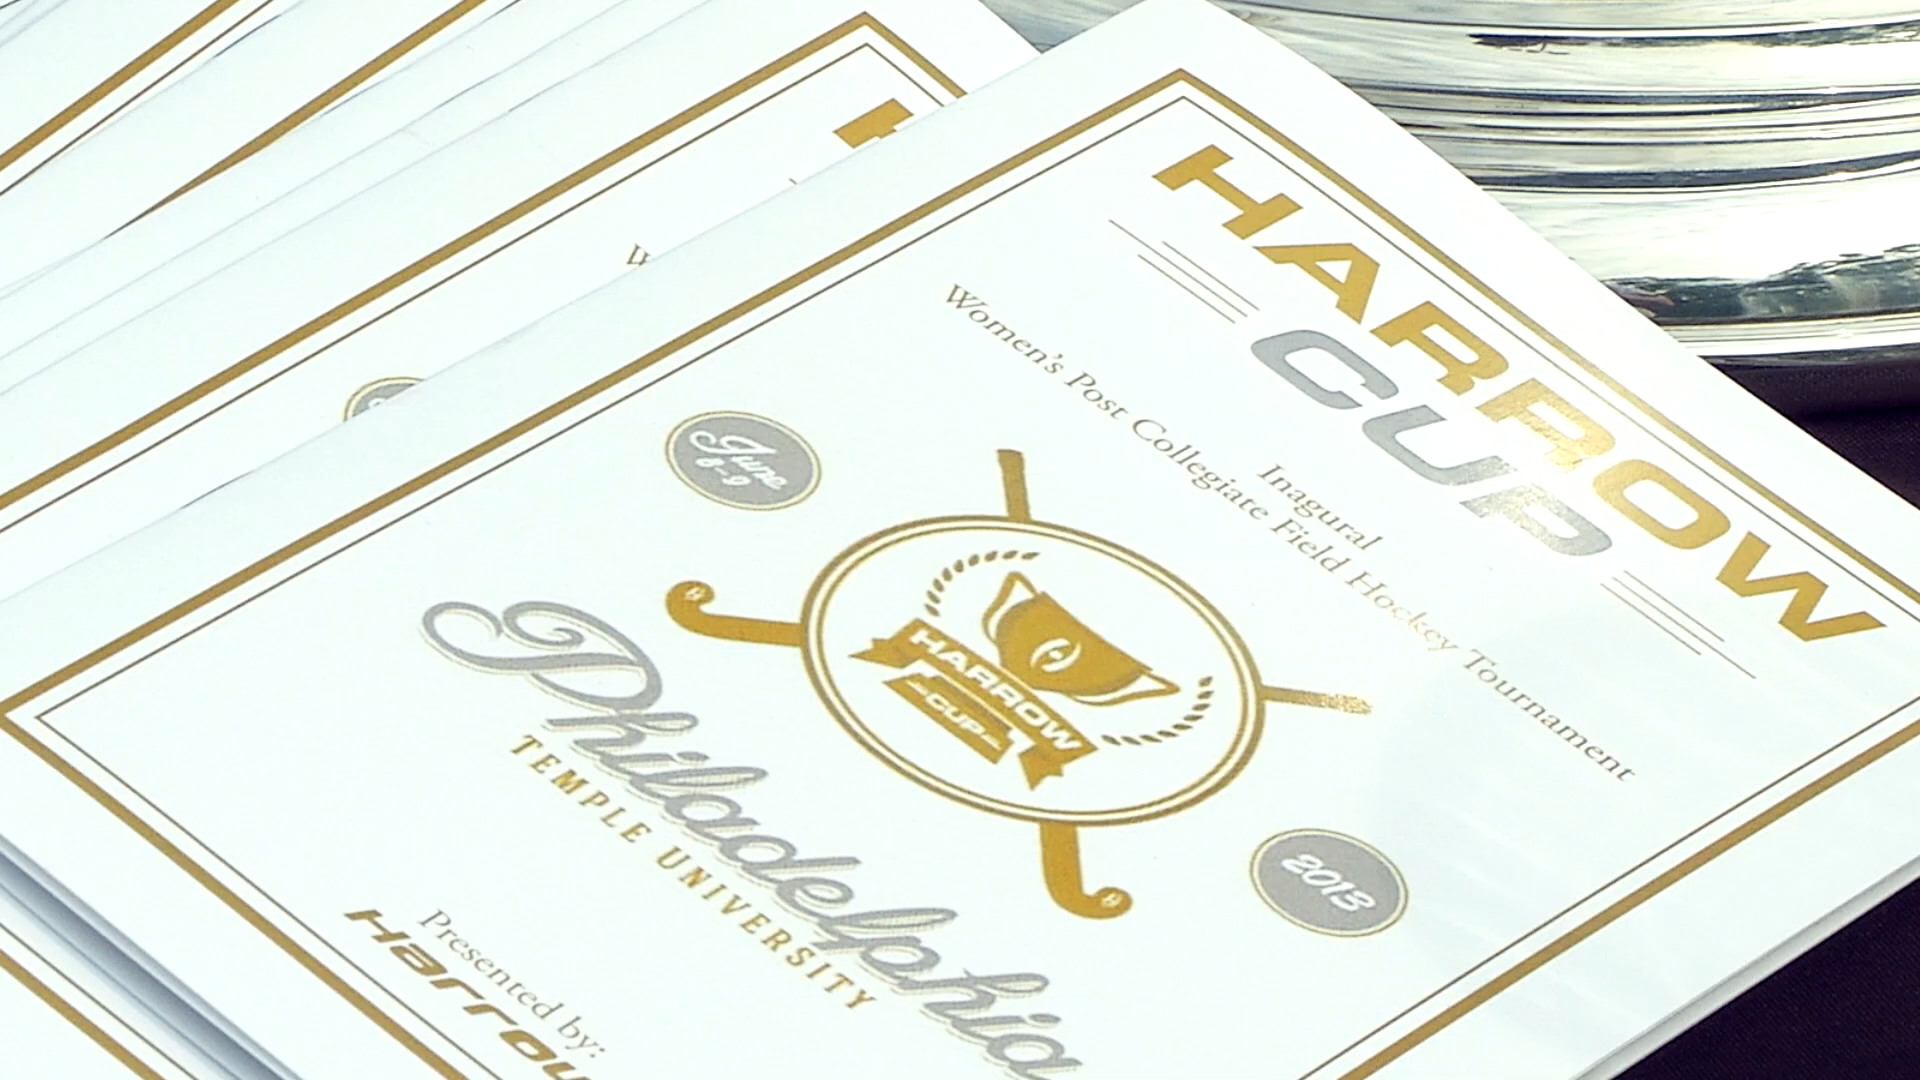 HARROW
CUP
Inagural
Women's Post Collegiate Field Hockey Tournament
June
8-9
HARROW
CUP
2013
Philadelphia
TEMPLE UNIVERSITY
Presented by:
Harrow